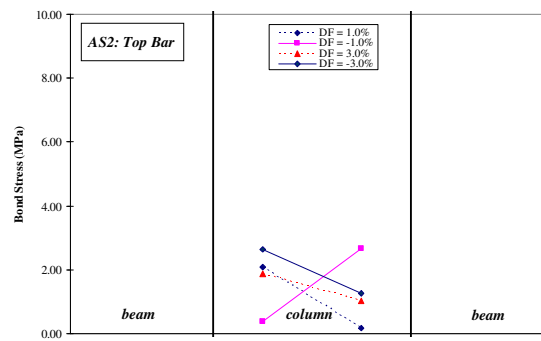 10.00
8.00
6.00
4.00
2.00
0.00
Bond Stress (MPa)
AS2: Top Bar
DF = 1.0%
DF = -1.0%
DF = 3.0%
DF = -3.0%
beam
column
beam